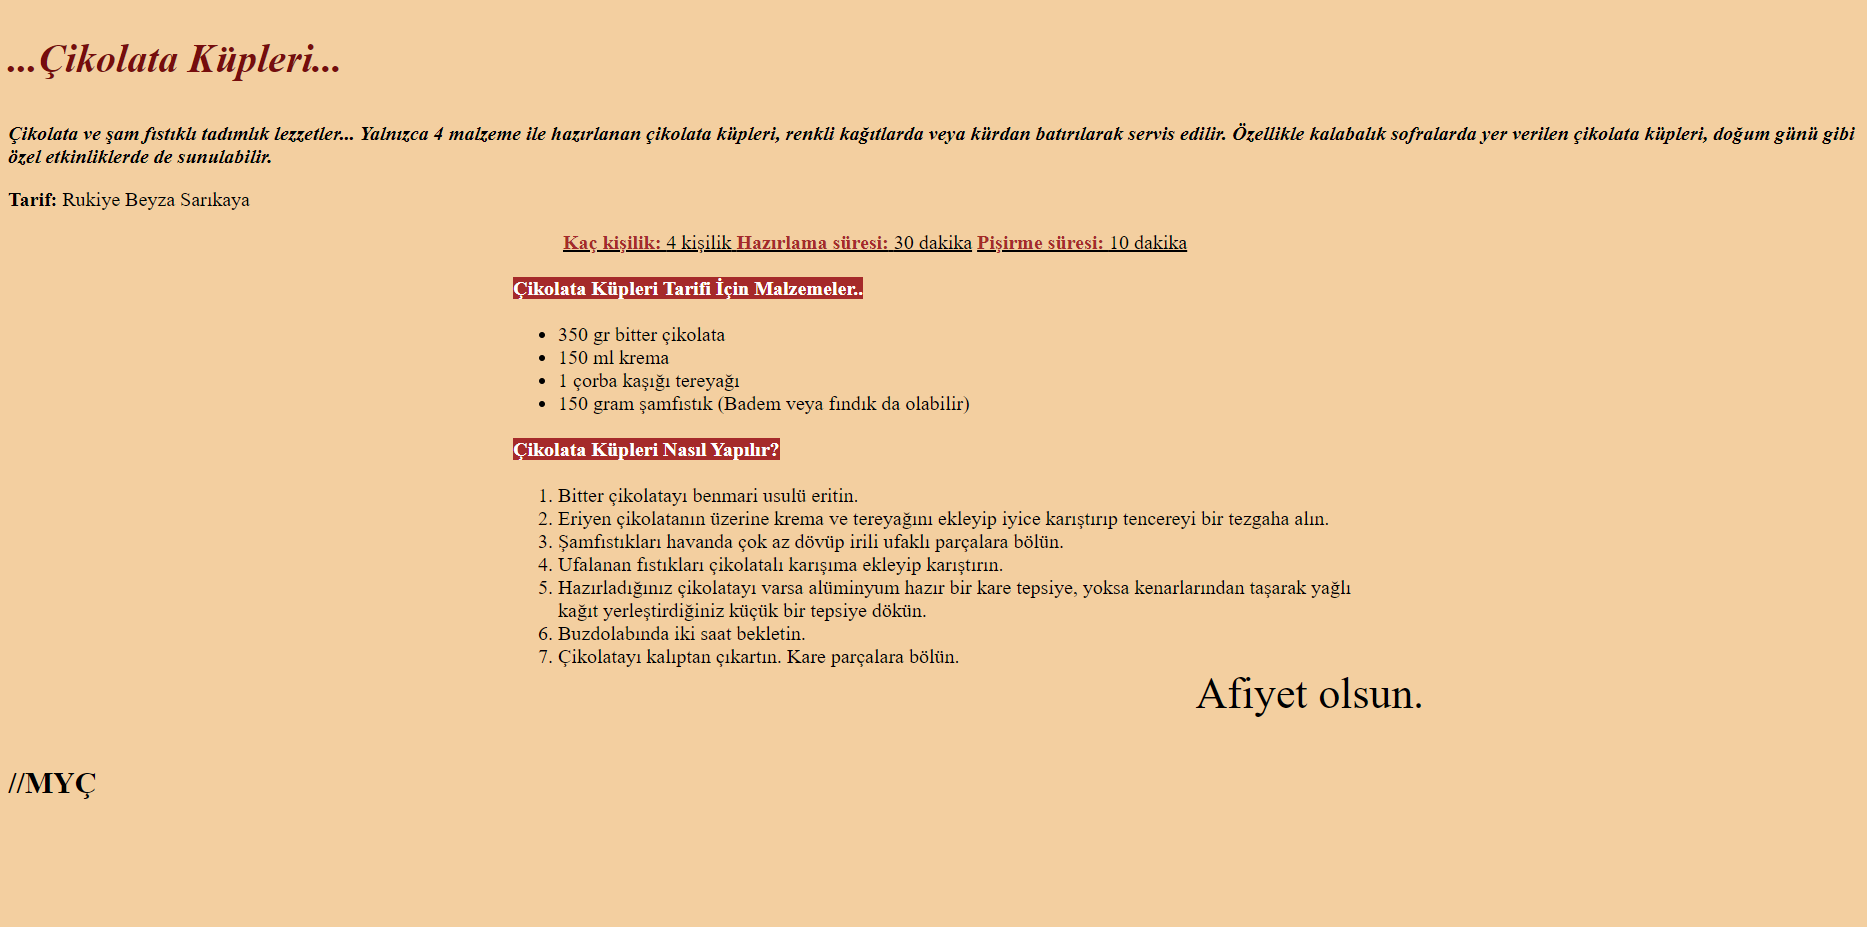 ...Çikolata Küpleri...
Çikolata ve şam fıstıklı tadımlık lezzetler... Yalnızca 4 malzeme ile hazırlanan çikolata küpleri, renkli kağıtlarda veya kürdan batırılarak servis edilir. Özellikle kalabalık sofralarda yer verilen çikolata küpleri, doğum günü gibi
özel etkinliklerde de sunulabilir.
Tarif: Rukiye Beyza Sarıkaya
Kaç kişilik: 4 kişilik Hazırlama süresi: 30 dakika Pişirme süresi: 10 dakika
Çikolata Küpleri Tarifi İçin Malzemeler..
• 350 gr bitter çikolata
• 150 ml krema
• 1 çorba kaşığı tereyağı
• 150 gram şamfıstık (Badem veya fındık da olabilir)
Çikolata Küpleri Nasıl Yapılır?
1. Bitter çikolatayı benmari usulü eritin.
2. Eriyen çikolatanın üzerine krema ve tereyağını ekleyip iyice karıştırıp tencereyi bir tezgaha alın.
3. Şamfıstıkları havanda çok az dövüp irili ufaklı parçalara bölün.
4. Ufalanan fıstıkları çikolatalı karışıma ekleyip karıştırın.
5. Hazırladığınız çikolatayı varsa alüminyum hazır bir kare tepsiye, yoksa kenarlarından taşarak yağlı
kağıt yerleştirdiğiniz küçük bir tepsiye dökün.
6. Buzdolabında iki saat bekletin.
7. Çikolatayı kalıptan çıkartın. Kare parçalara bölün.
Afiyet olsun.
//MYÇ